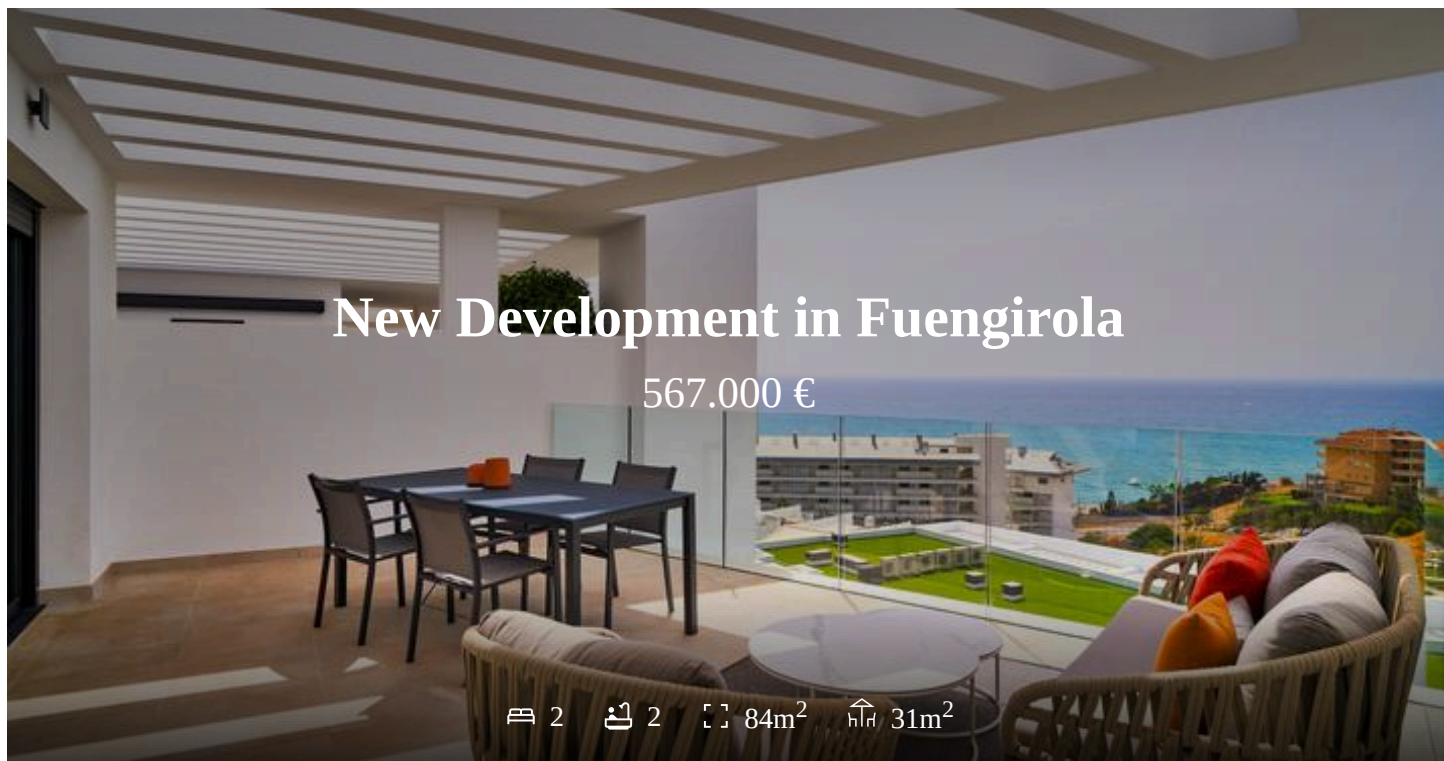 New Development in Fuengirola
567.000 €
2 2 84m² 31m²